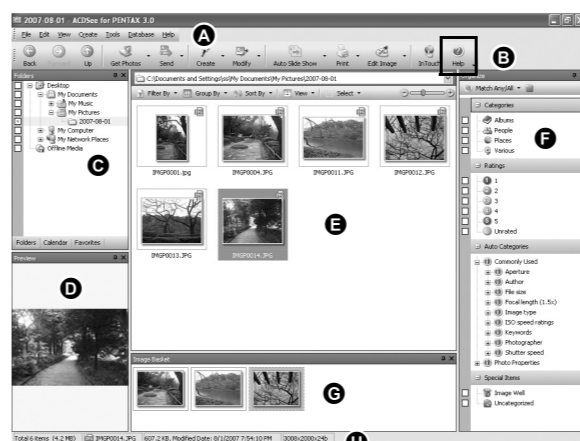 2007-08-01 - ACDSee for PENTAX 3.0
File Edit View Create Tools Database Help
A
Back
Up
Get Photos
Send
Create
Modify
Auto Slide Show
Print
Edit Image
InTouch
Help
B
Folders
Desktop
My Documents
My Music
My Pictures
2007-08-01
My Computer
My Network Places
Offline Media
C
Folders Calendar Favorites
Preview
D
C:\Documents and Settings\ss\My Documents\My Pictures\2007-08-01
Filter By Group By Sort By View Select
IMGP0001.jpg
IMGP0004.JPG
IMGP0011.JPG
IMGP0012.JPG
IMGP0013.JPG
IMGP0014.JPG
E
Image Basket
G
Match Any/All
Categories
Albums
People
Places
Various
F
Ratings
1
2
3
4
5
Unrated
Auto Categories
Commonly Used
Aperture
Author
File size
Focal length (1.5x)
Image type
ISO speed ratings
Keywords
Photographer
Shutter speed
Photo Properties
Special Items
Image Well
Uncategorized
Total 6 items (4.2 MB) IMGP0014.JPG 607.2 KB, Modified Date: 8/1/2007 7:54:10 PM 3008x2000x24b
H